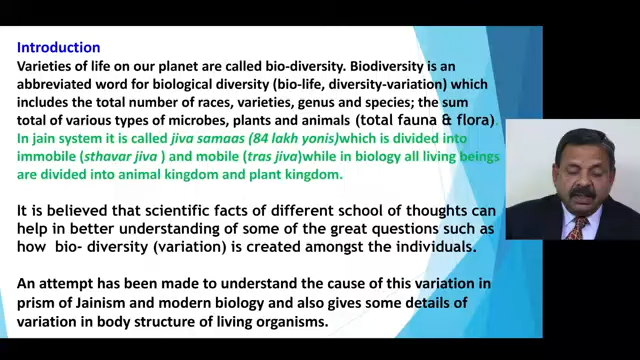 Introduction
Varieties of life on our planet are called bio-diversity. Biodiversity is an
abbreviated word for biological diversity (bio-life, diversity-variation) which
includes the total number of races, varieties, genus and species; the sum
total of various types of microbes, plants and animals (total fauna & flora).
In jain system it is called jiva samaas (84 lakh yonis)which is divided into
immobile (sthavar jiva ) and mobile (tras jiva)while in biology all living beings
are divided into animal kingdom and plant kingdom.
It is believed that scientific facts of different school of thoughts can
help in better understanding of some of the great questions such as
how bio- diversity (variation) is created amongst the individuals.
An attempt has been made to understand the cause of this variation in
prism of Jainism and modern biology and also gives some details of
variation in body structure of living organisms.